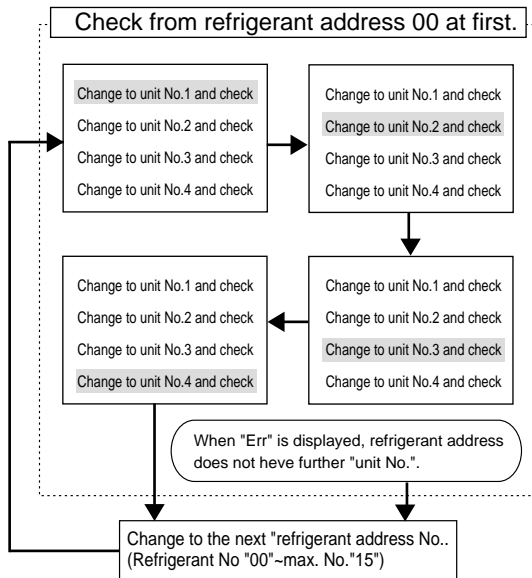 Check from refrigerant address 00 at first.
Change to unit No.1 and check
Change to unit No.2 and check
Change to unit No.3 and check
Change to unit No.4 and check
Change to unit No.1 and check
Change to unit No.2 and check
Change to unit No.3 and check
Change to unit No.4 and check
Change to unit No.1 and check
Change to unit No.2 and check
Change to unit No.3 and check
Change to unit No.4 and check
Change to unit No.1 and check
Change to unit No.2 and check
Change to unit No.3 and check
Change to unit No.4 and check
When "Err" is displayed, refrigerant address
does not heve further "unit No.".
Change to the next "refrigerant address No..
(Refrigerant No "00"~max. No."15")